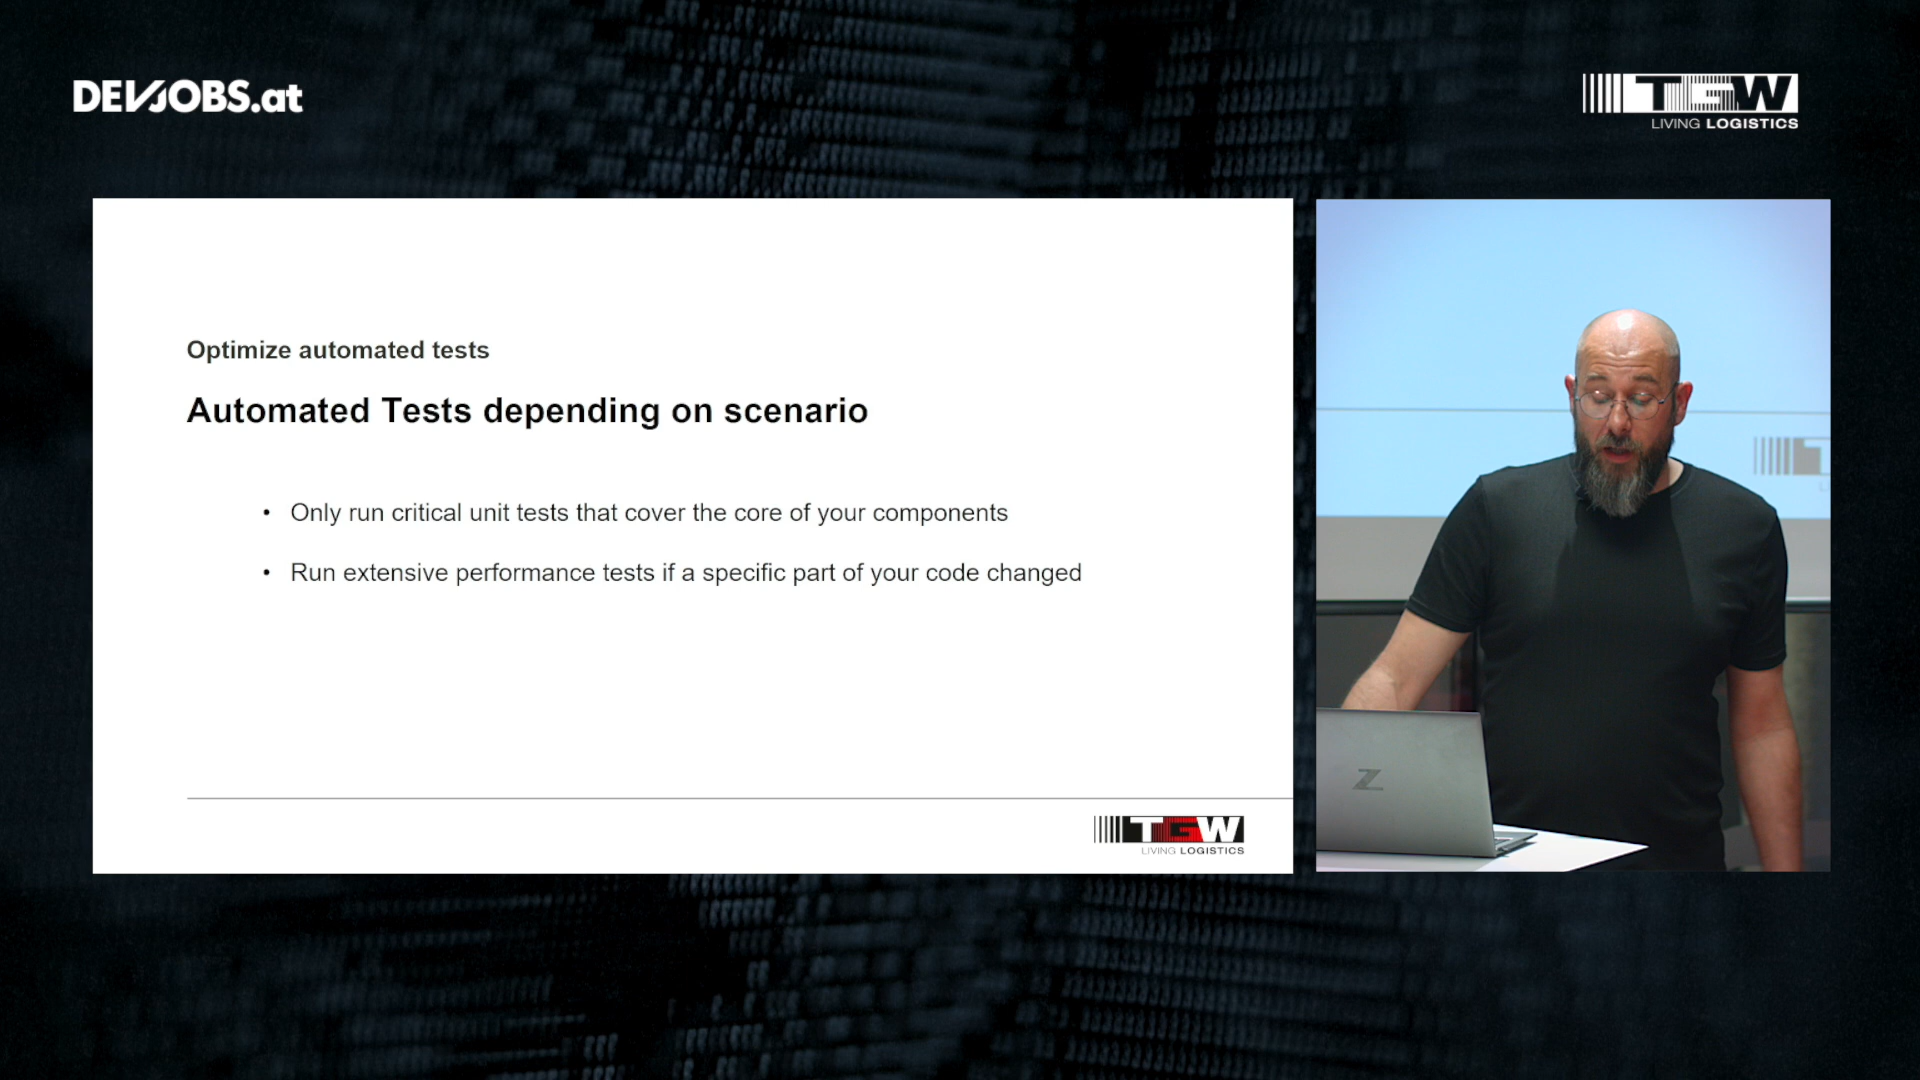 DEVJOBS.at
TGW
LIVING LOGISTICS
Optimize automated tests
Automated Tests depending on scenario
• Only run critical unit tests that cover the core of your components
• Run extensive performance tests if a specific part of your code changed
TGW
LIVING LOGISTICS
Z